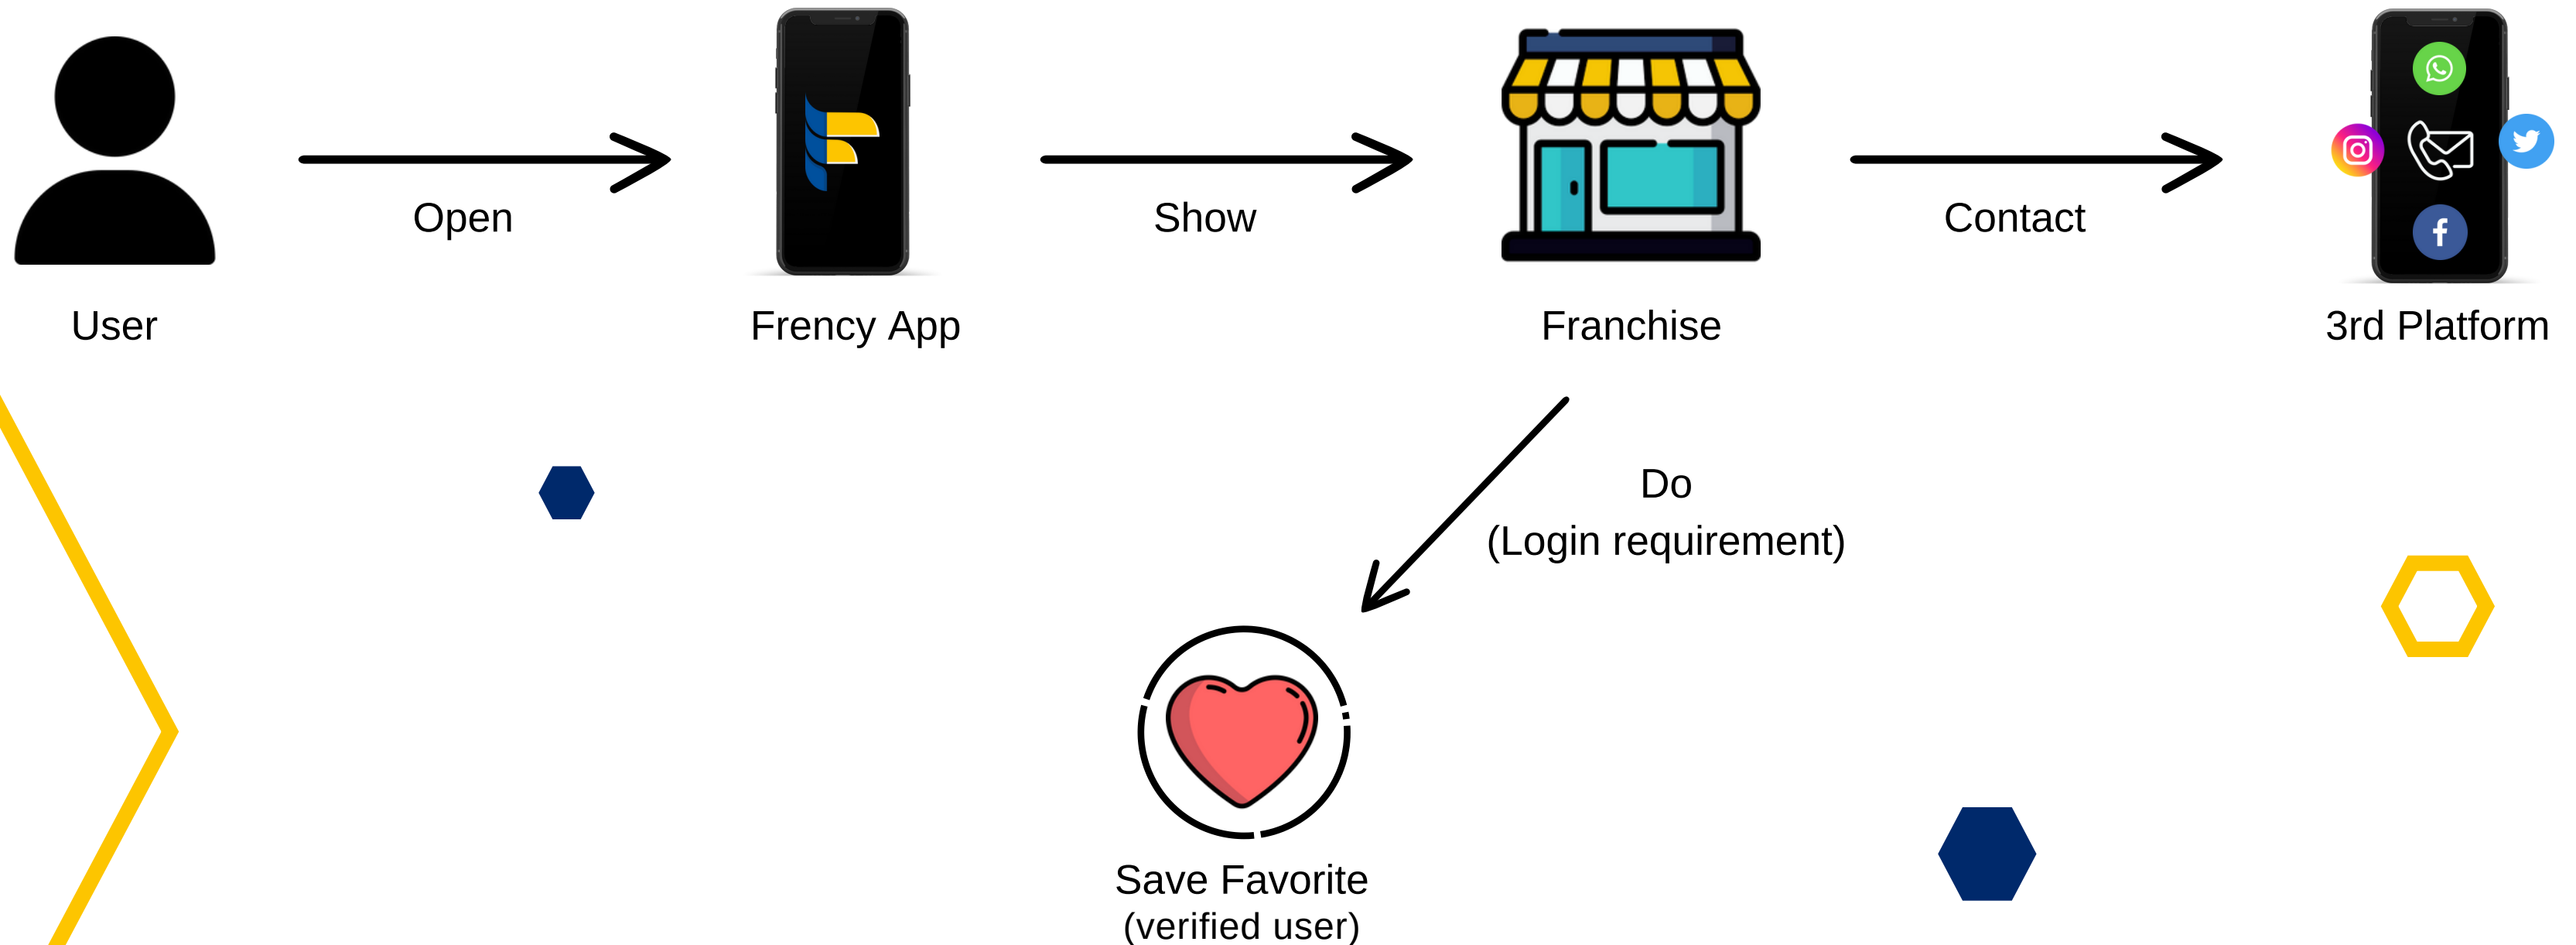 Open
Show
Contact
User
Frency App
Franchise
3rd Platform
Do
(Login requirement)
Save Favorite
(verified user)